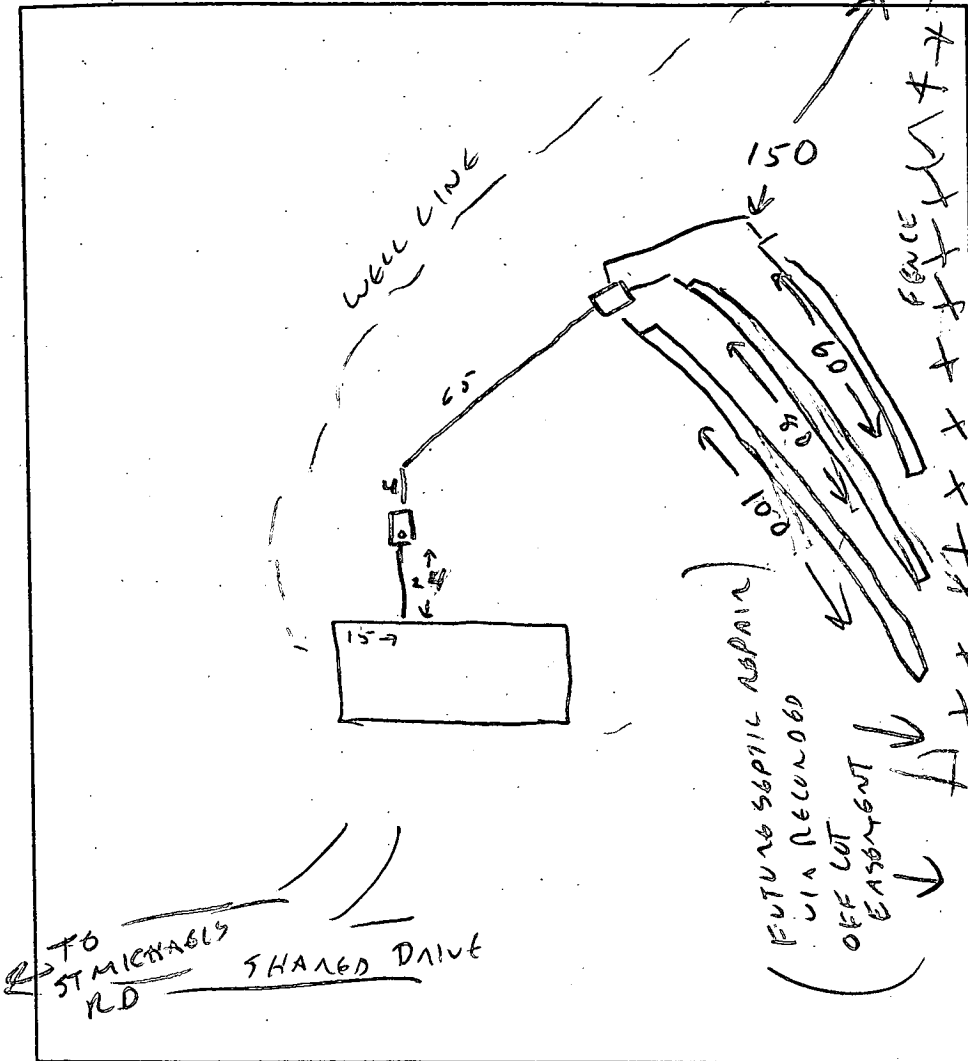 WELL LINE
150
FENCE
65
60
80
100
4
15→
(FUTURE SEPTIC REPAIR
VIA RECORDED
OFF LOT
EASEMENT)
TO
ST MICHAELS
RD
SHARED DRIVE